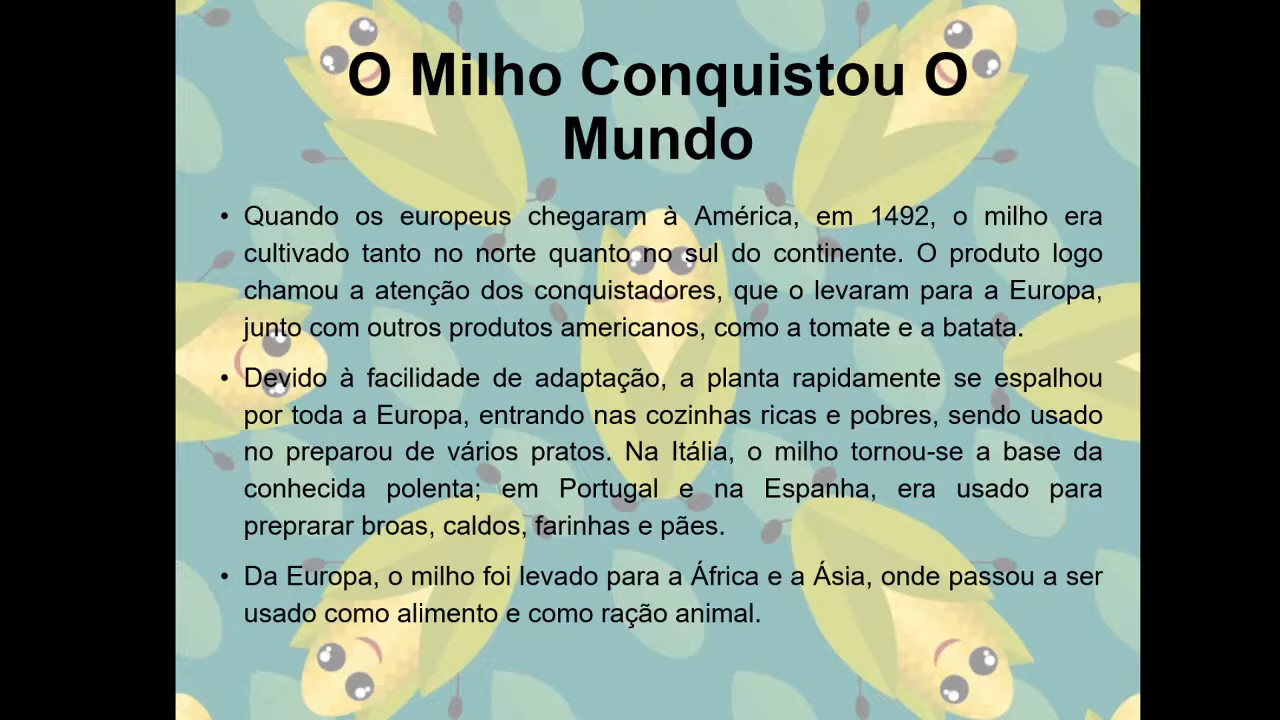 O Milho Conquistou O
Mundo
• Quando os europeus chegaram à América, em 1492, o milho era
cultivado tanto no norte quanto no sul do continente. O produto logo
chamou a atenção dos conquistadores, que o levaram para a Europa,
junto com outros produtos americanos, como a tomate e a batata.
• Devido à facilidade de adaptação, a planta rapidamente se espalhou
por toda a Europa, entrando nas cozinhas ricas e pobres, sendo usado
no preparou de vários pratos. Na Itália, o milho tornou-se a base da
conhecida polenta; em Portugal e na Espanha, era usado para
preprarar broas, caldos, farinhas e pães.
• Da Europa, o milho foi levado para a África e a Ásia, onde passou a ser
usado como alimento e como ração animal.